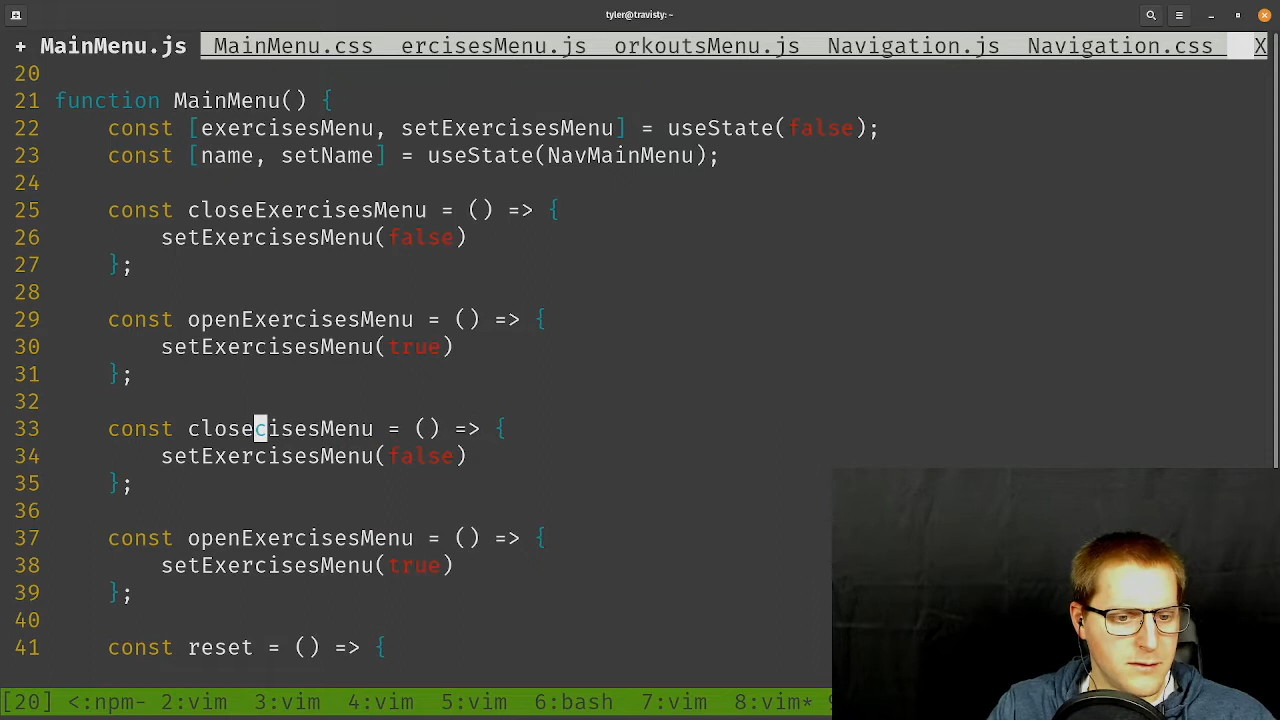 tyler@travisty: ~
+ MainMenu.js MainMenu.css ercisesMenu.js orkoutsMenu.js Navigation.js Navigation.css X
20
21 function MainMenu() {
22 const [exercisesMenu, setExercisesMenu] = useState(false);
23 const [name, setName] = useState(NavMainMenu);
24
25 const closeExercisesMenu = () => {
26 setExercisesMenu(false)
27 };
28
29 const openExercisesMenu = () => {
30 setExercisesMenu(true)
31 };
32
33 const closecisesMenu = () => {
34 setExercisesMenu(false)
35 };
36
37 const openExercisesMenu = () => {
38 setExercisesMenu(true)
39 };
40
41 const reset = () => {
[20] <:npm- 2:vim 3:vim 4:vim 5:vim 6:bash 7:vim 8:vim*